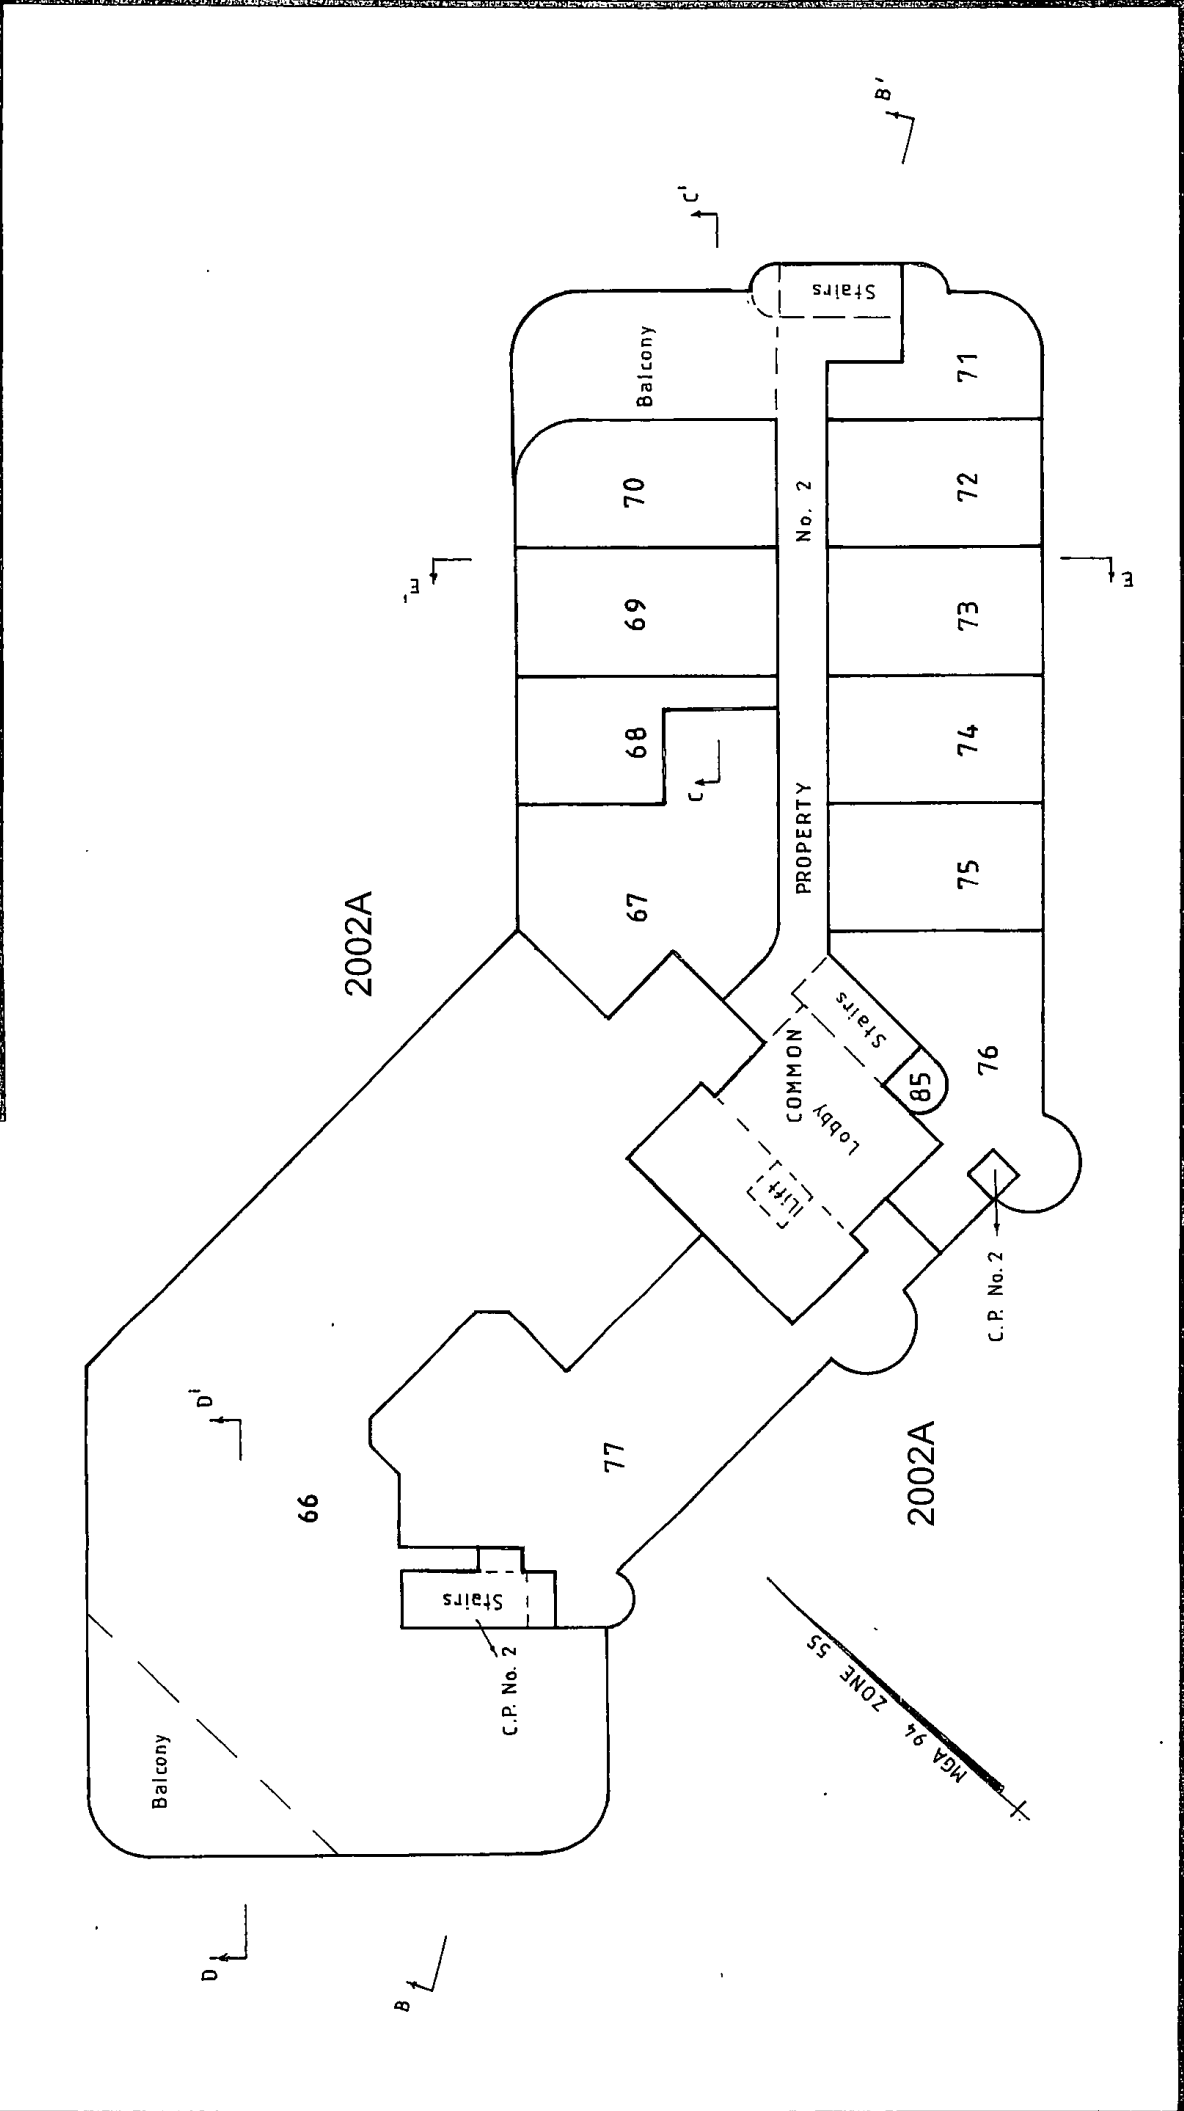 B'
C'
Stairs
Balcony
71
70
No. 2
72
E'
E
69
73
68
C
74
PROPERTY
67
75
2002A
Stairs
COMMON
76
85
Lobby
Lift
C.P. No. 2
D'
66
77
2002A
Stairs
C.P. No. 2
MGA 94 ZONE 55
Balcony
D
B